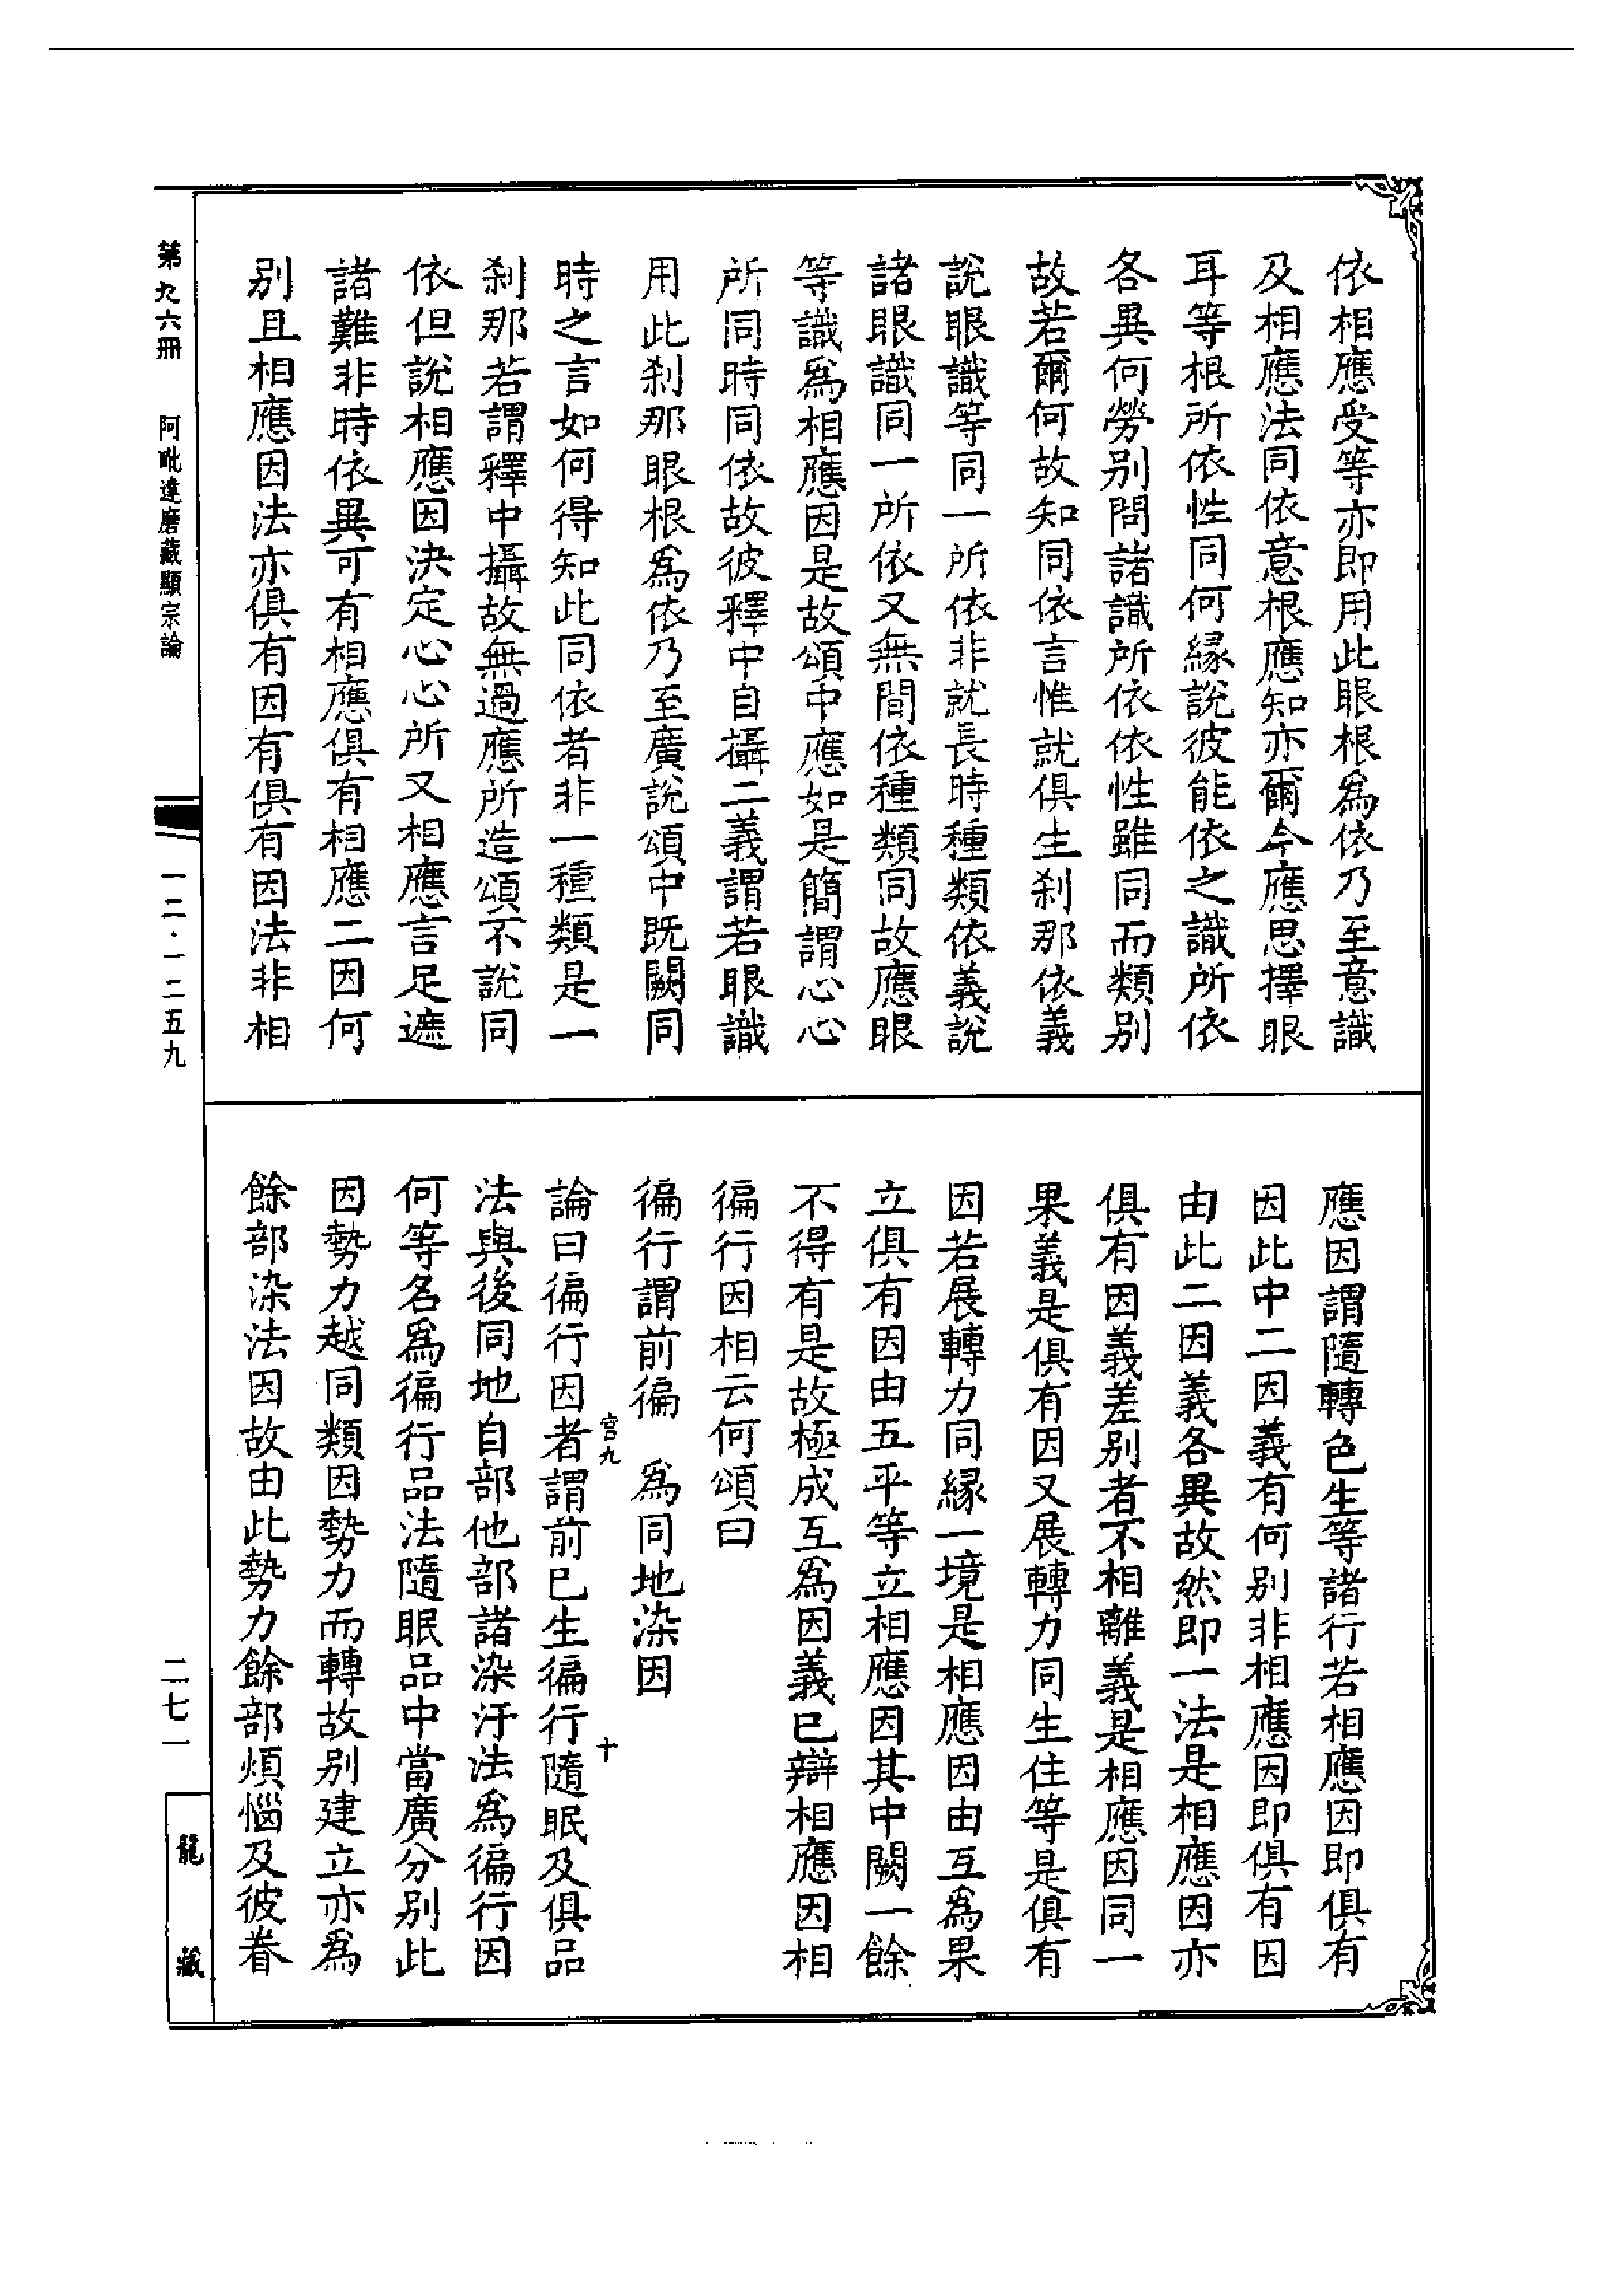 依相應受等亦即用此眼根爲依乃至意識
及相應法同依意根應知亦爾今應思擇眼
耳等根所依性同何緣說彼能依之識所依
各異何勞別問諸識所依依性雖同而類別
故若爾何故知同依言惟就俱生刹那依義
說眼識等同一所依非就長時種類依義說
諸眼識同一所依又無間依種類同故應眼
等識爲相應因是故頌中應如是簡謂心心
所同時同依故彼釋中自攝二義謂若眼識
用此刹那眼根爲依乃至廣說頌中既闕同
時之言如何得知此同依者非一種類是一
刹那若謂釋中攝故無過應所造頌不說同
依但說相應因決定心心所又相應言足遮
諸難非時依異可有相應俱有相應二因何
別且相應因法亦俱有因有俱有因法非相
應因謂隨轉色生等諸行若相應因即俱有
因此中二因義有何別非相應因即俱有因
由此二因義各異故然即一法是相應因亦
俱有因義差別者不相離義是相應因同一
果義是俱有因又展轉力同生住等是俱有
因若展轉力同緣一境是相應因由互爲果
立俱有因由五平等立相應因其中闕一餘
不得有是故極成互爲因義已辯相應因相
徧行因相云何頌曰
徧行謂前徧　爲同地染因
論曰徧行因者謂前已生徧行隨眠及俱品
宮九
十
法與後同地自部他部諸染汙法爲徧行因
何等名爲徧行品法隨眠品中當廣分別此
因勢力越同類因勢力而轉故別建立亦爲
餘部染法因故由此勢力餘部煩惱及彼眷
第九六冊　阿毗達磨藏顯宗論
一二·一二五九
二七一
龍藏